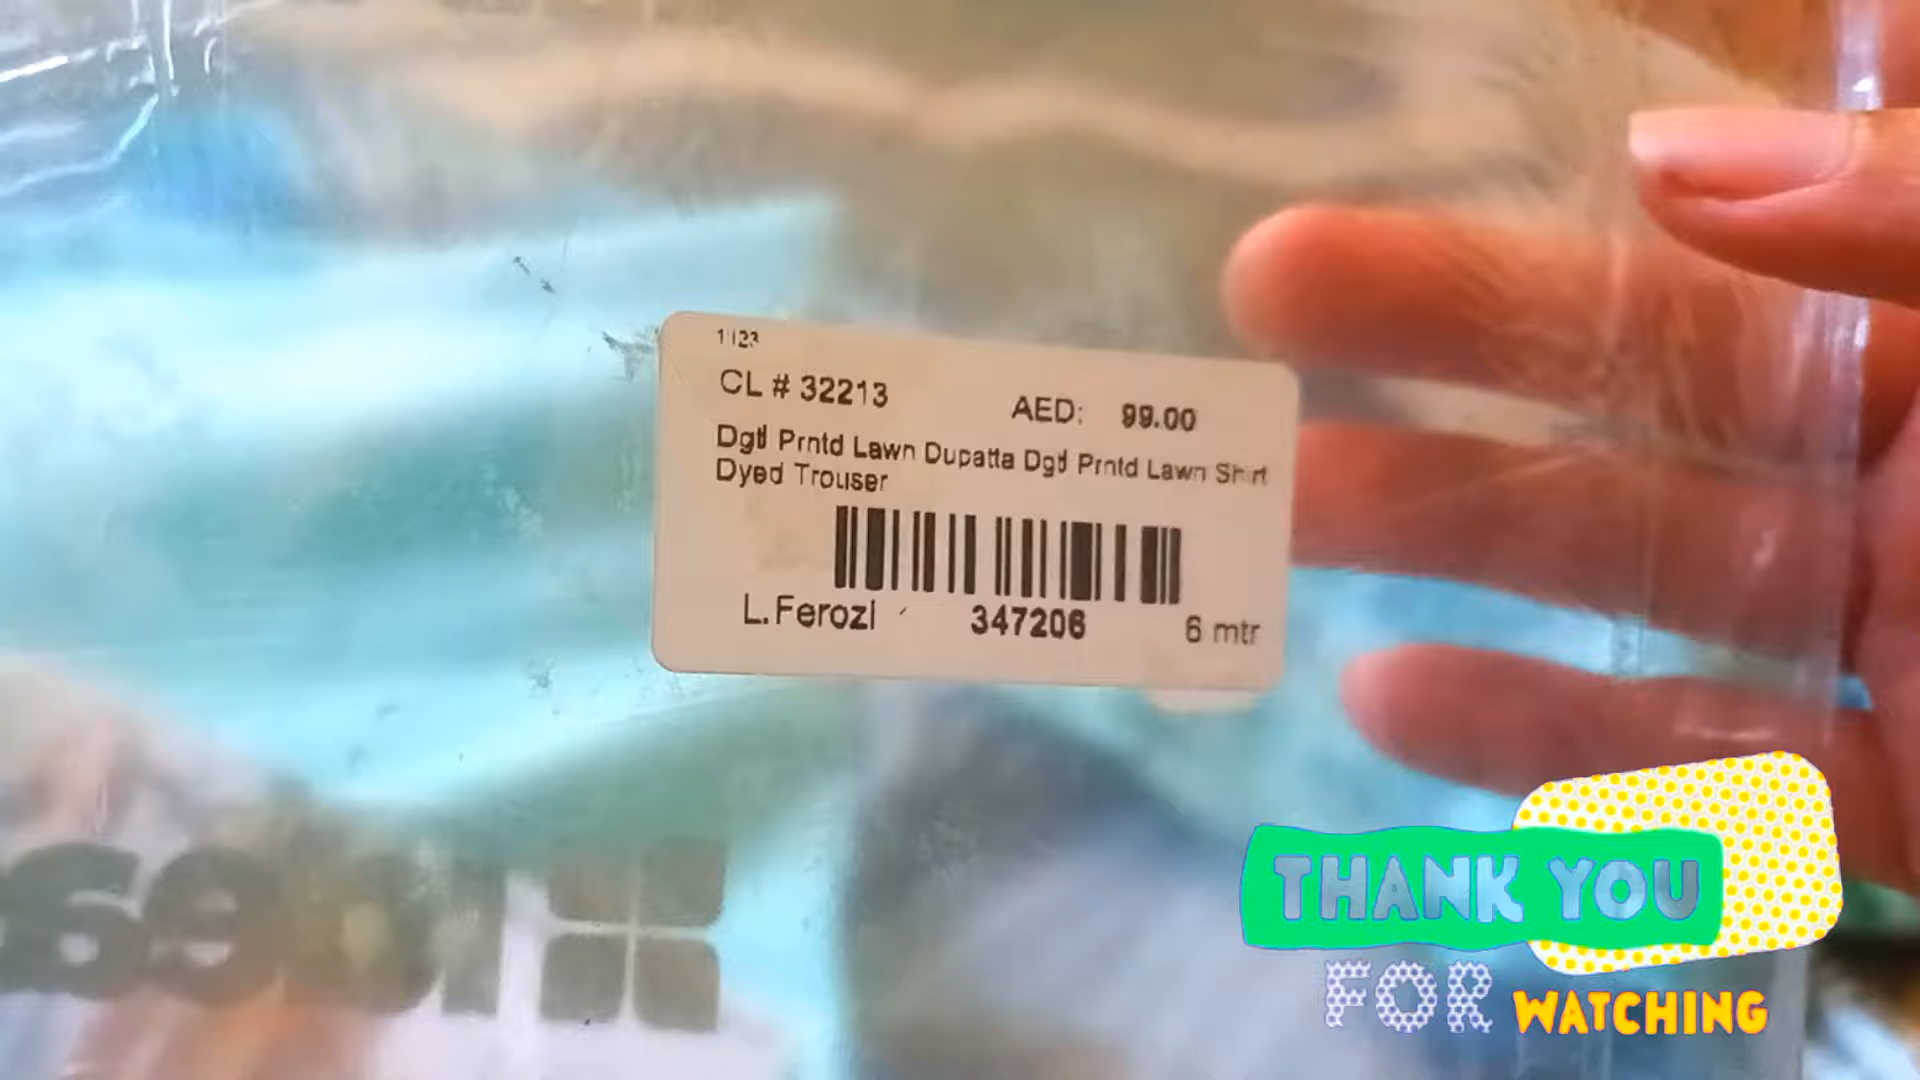 CL # 32213
AED: 99.00
Dgtl Prntd Lawn Dupatta Dgtl Prntd Lawn Shirt
Dyed Trouser
L.Ferozi
347206
6 mtr
THANK YOU
FOR WATCHING